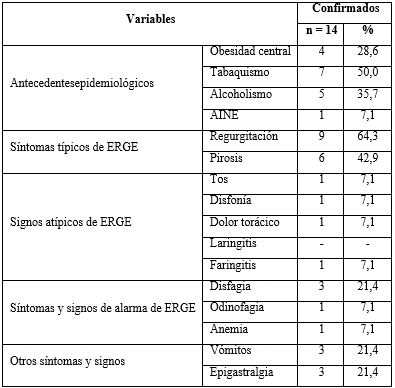 Variables Confirmados
n = 14 %
Antecedentesepidemiológicos Obesidad central 4 28,6
Tabaquismo 7 50,0
Alcoholismo 5 35,7
AINE 1 7,1
Síntomas típicos de ERGE Regurgitación 9 64,3
Pirosis 6 42,9
Signos atípicos de ERGE Tos 1 7,1
Disfonía 1 7,1
Dolor torácico 1 7,1
Laringitis - -
Faringitis 1 7,1
Síntomas y signos de alarma de ERGE Disfagia 3 21,4
Odinofagia 1 7,1
Anemia 1 7,1
Otros síntomas y signos Vómitos 3 21,4
Epigastralgia 3 21,4